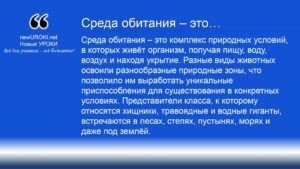 Среда обитания – это…
newUROKI.net
Новые УРОКИ
Всё для учителя – всё бесплатно!
Среда обитания – это комплекс природных условий,
в которых живёт организм, получая пищу, воду,
воздух и находя укрытие. Разные виды животных
освоили разнообразные природные зоны, что
позволило им выработать уникальные
приспособления для существования в конкретных
условиях. Представители класса, к которому
относятся хищники, травоядные и водные гиганты,
встречаются в лесах, степях, пустынях, морях и
даже под землёй.